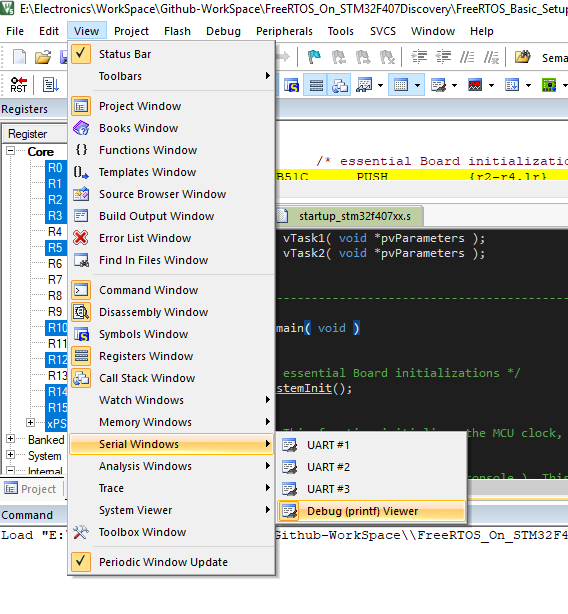 E:\Electronics\WorkSpace\Github-WorkSpace\FreeRTOS_On_STM32F407Discovery\FreeRTOS_Basic_Setup
File Edit View Project Flash Debug Peripherals Tools SVCS Window Help
Status Bar
Toolbars
Project Window
Books Window
Functions Window
Templates Window
Source Browser Window
Build Output Window
Error List Window
Find In Files Window
Command Window
Disassembly Window
Symbols Window
Registers Window
Call Stack Window
Watch Windows
Memory Windows
Serial Windows
Analysis Windows
Trace
System Viewer
Toolbox Window
Periodic Window Update
UART #1
UART #2
UART #3
Debug (printf) Viewer
Sema
RST
Registers
Register
Core
R0
R1
R2
R3
R4
R5
R6
R7
R8
R9
R10
R11
R12
R13
R14
R15
xPS
Banked
System
Internal
Project
/* essential Board initializatio
B51C PUSH {r2-r4,lr}
startup_stm32f407xx.s
vTask1( void *pvParameters );
vTask2( void *pvParameters );
main( void )
essential Board initializations */
stemInit();
the MCU clock,
console ). This
Command
Load "E:
Github-WorkSpace\\FreeRTOS_On_STM32F4